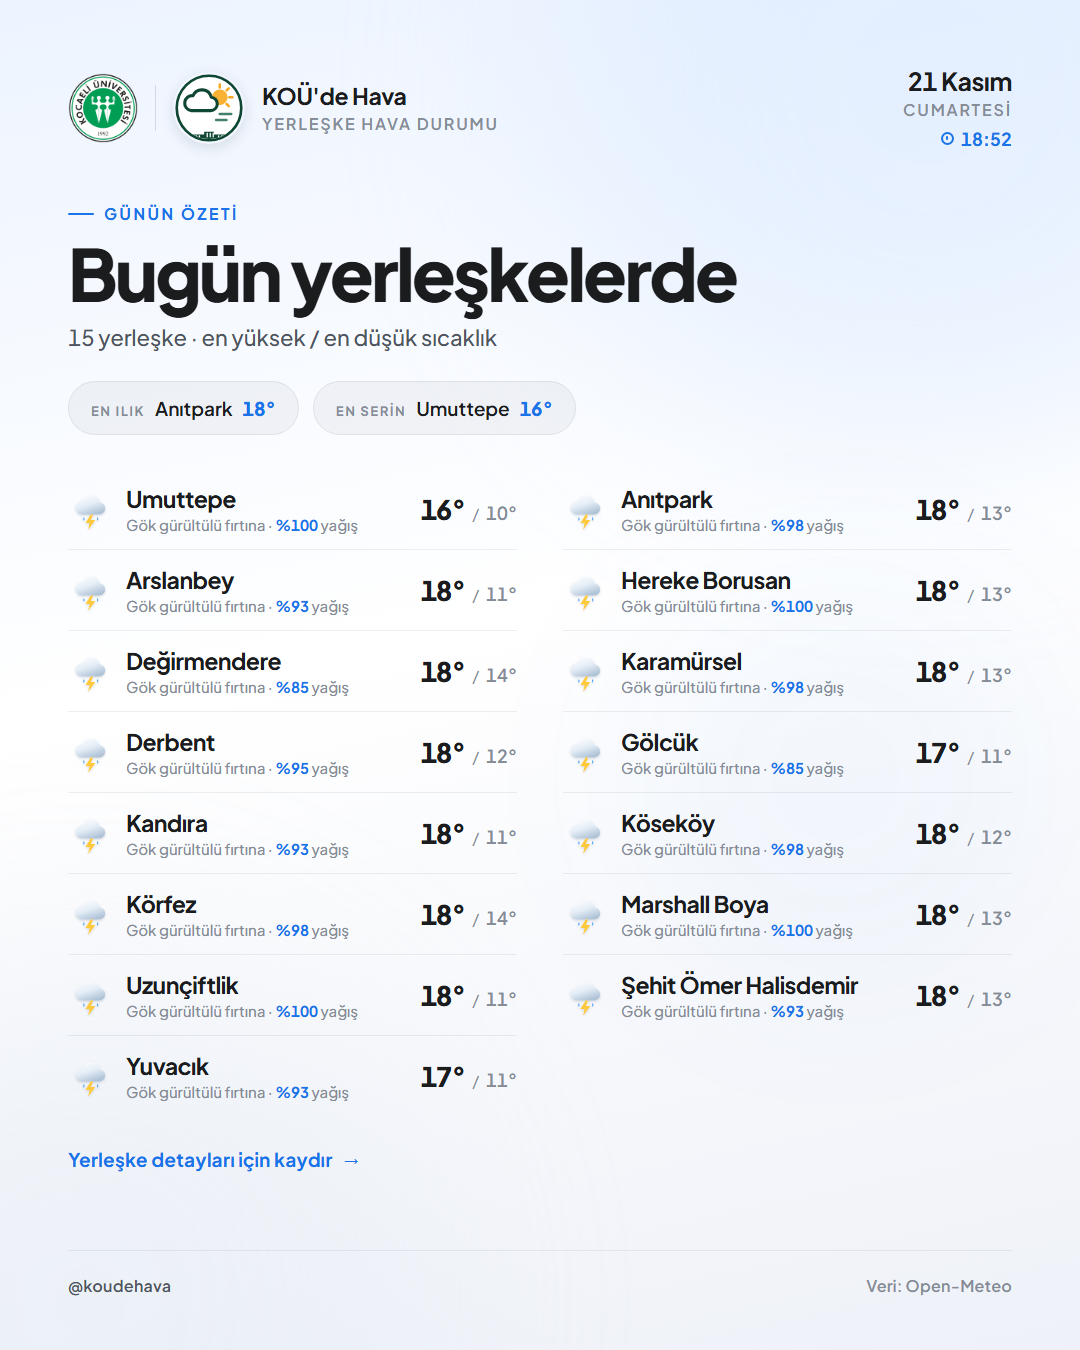 KOCAELİ ÜNİVERSİTESİ
1992
KOÜ'de Hava
YERLEŞKE HAVA DURUMU
21 Kasım
CUMARTESİ
18:52
GÜNÜN ÖZETİ
Bugün yerleşkelerde
15 yerleşke · en yüksek / en düşük sıcaklık
EN ILIK Anıtpark 18°
EN SERİN Umuttepe 16°
Umuttepe
Gök gürültülü fırtına · %100 yağış
16° / 10°
Arslanbey
Gök gürültülü fırtına · %93 yağış
18° / 11°
Değirmendere
Gök gürültülü fırtına · %85 yağış
18° / 14°
Derbent
Gök gürültülü fırtına · %95 yağış
18° / 12°
Kandıra
Gök gürültülü fırtına · %93 yağış
18° / 11°
Körfez
Gök gürültülü fırtına · %98 yağış
18° / 14°
Uzunçiftlik
Gök gürültülü fırtına · %100 yağış
18° / 11°
Yuvacık
Gök gürültülü fırtına · %93 yağış
17° / 11°
Anıtpark
Gök gürültülü fırtına · %98 yağış
18° / 13°
Hereke Borusan
Gök gürültülü fırtına · %100 yağış
18° / 13°
Karamürsel
Gök gürültülü fırtına · %98 yağış
18° / 13°
Gölcük
Gök gürültülü fırtına · %85 yağış
17° / 11°
Köseköy
Gök gürültülü fırtına · %98 yağış
18° / 12°
Marshall Boya
Gök gürültülü fırtına · %100 yağış
18° / 13°
Şehit Ömer Halisdemir
Gök gürültülü fırtına · %93 yağış
18° / 13°
Yerleşke detayları için kaydır →
@koudehava
Veri: Open-Meteo